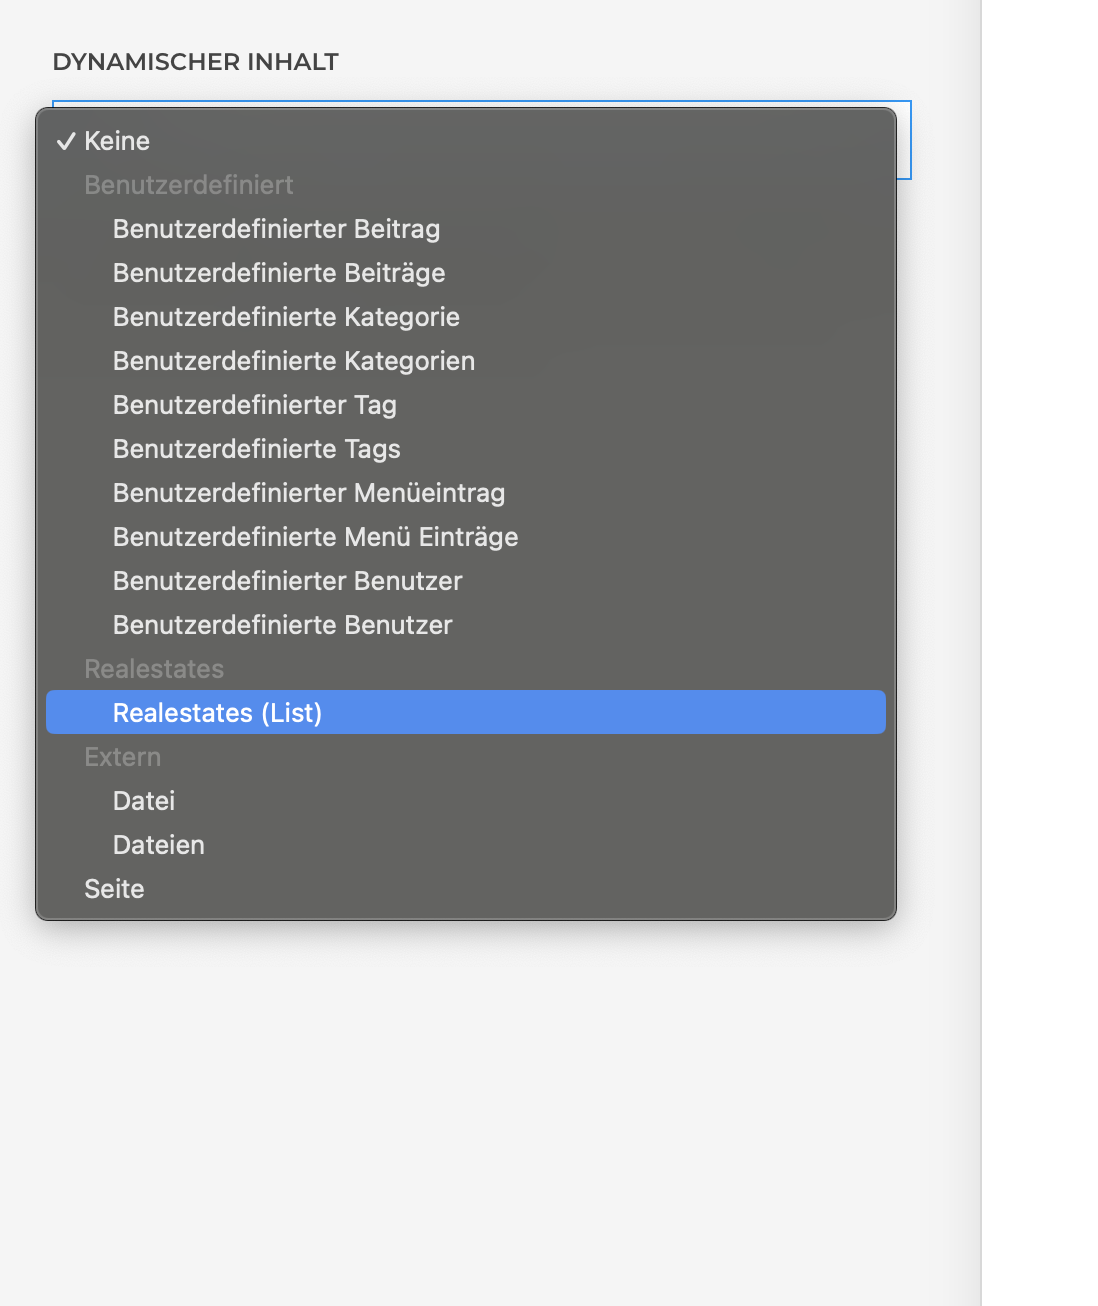 DYNAMISCHER INHALT
✓ Keine
Benutzerdefiniert
Benutzerdefinierter Beitrag
Benutzerdefinierte Beiträge
Benutzerdefinierte Kategorie
Benutzerdefinierte Kategorien
Benutzerdefinierter Tag
Benutzerdefinierte Tags
Benutzerdefinierter Menüeintrag
Benutzerdefinierte Menü Einträge
Benutzerdefinierter Benutzer
Benutzerdefinierte Benutzer
Realestates
Realestates (List)
Extern
Datei
Dateien
Seite